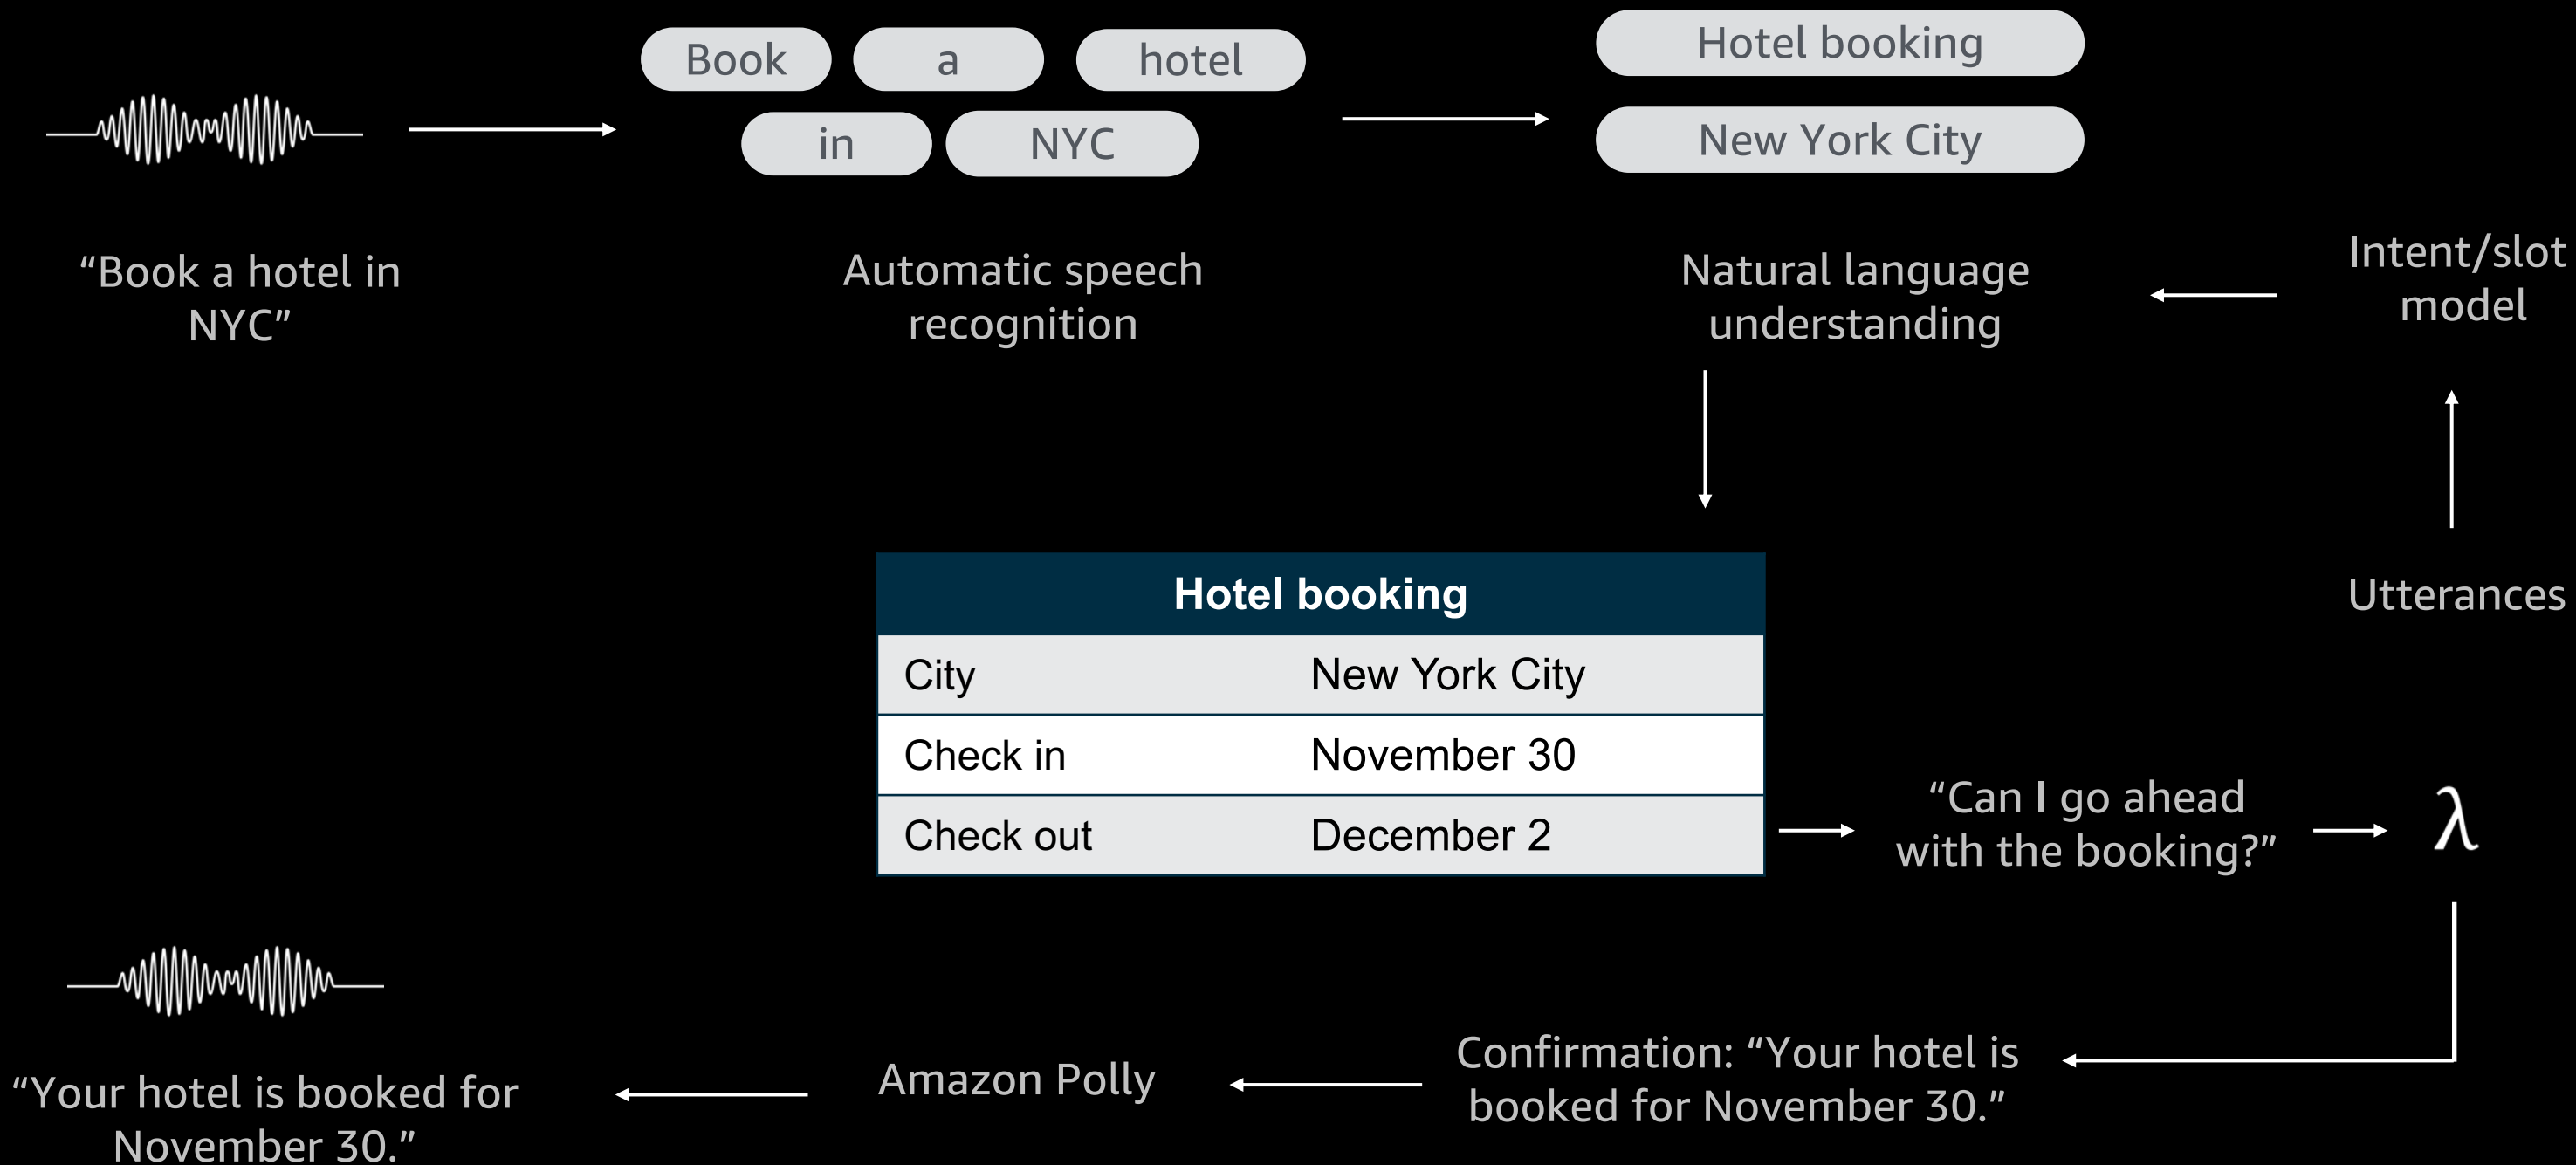 Book a hotel
in NYC
Hotel booking
New York City
“Book a hotel in
NYC”
Automatic speech
recognition
Natural language
understanding
Intent/slot
model
Utterances
Hotel booking
City New York City
Check in November 30
Check out December 2
“Can I go ahead
with the booking?”
λ
Confirmation: “Your hotel is
booked for November 30.”
Amazon Polly
“Your hotel is booked for
November 30.”